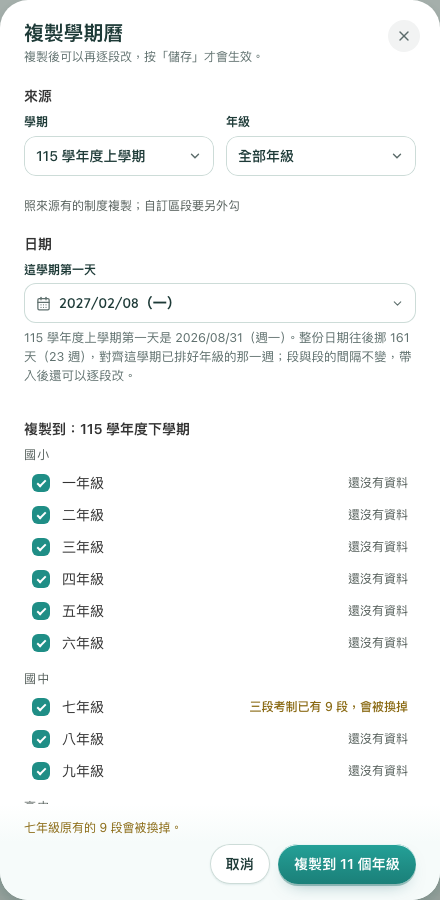 複製學期曆
複製後可以再逐段改，按「儲存」才會生效。
來源
學期
年級
115 學年度上學期
全部年級
照來源有的制度複製；自訂區段要另外勾
日期
這學期第一天
2027/02/08（一）
115 學年度上學期第一天是 2026/08/31（週一）。整份日期往後挪 161
天（23 週），對齊這學期已排好年級的那一週；段與段的間隔不變，帶
入後還可以逐段改。
複製到：115 學年度下學期
國小
一年級
還沒有資料
二年級
還沒有資料
三年級
還沒有資料
四年級
還沒有資料
五年級
還沒有資料
六年級
還沒有資料
國中
七年級
三段考制已有 9 段，會被換掉
八年級
還沒有資料
九年級
還沒有資料
七年級原有的 9 段會被換掉。
取消
複製到 11 個年級